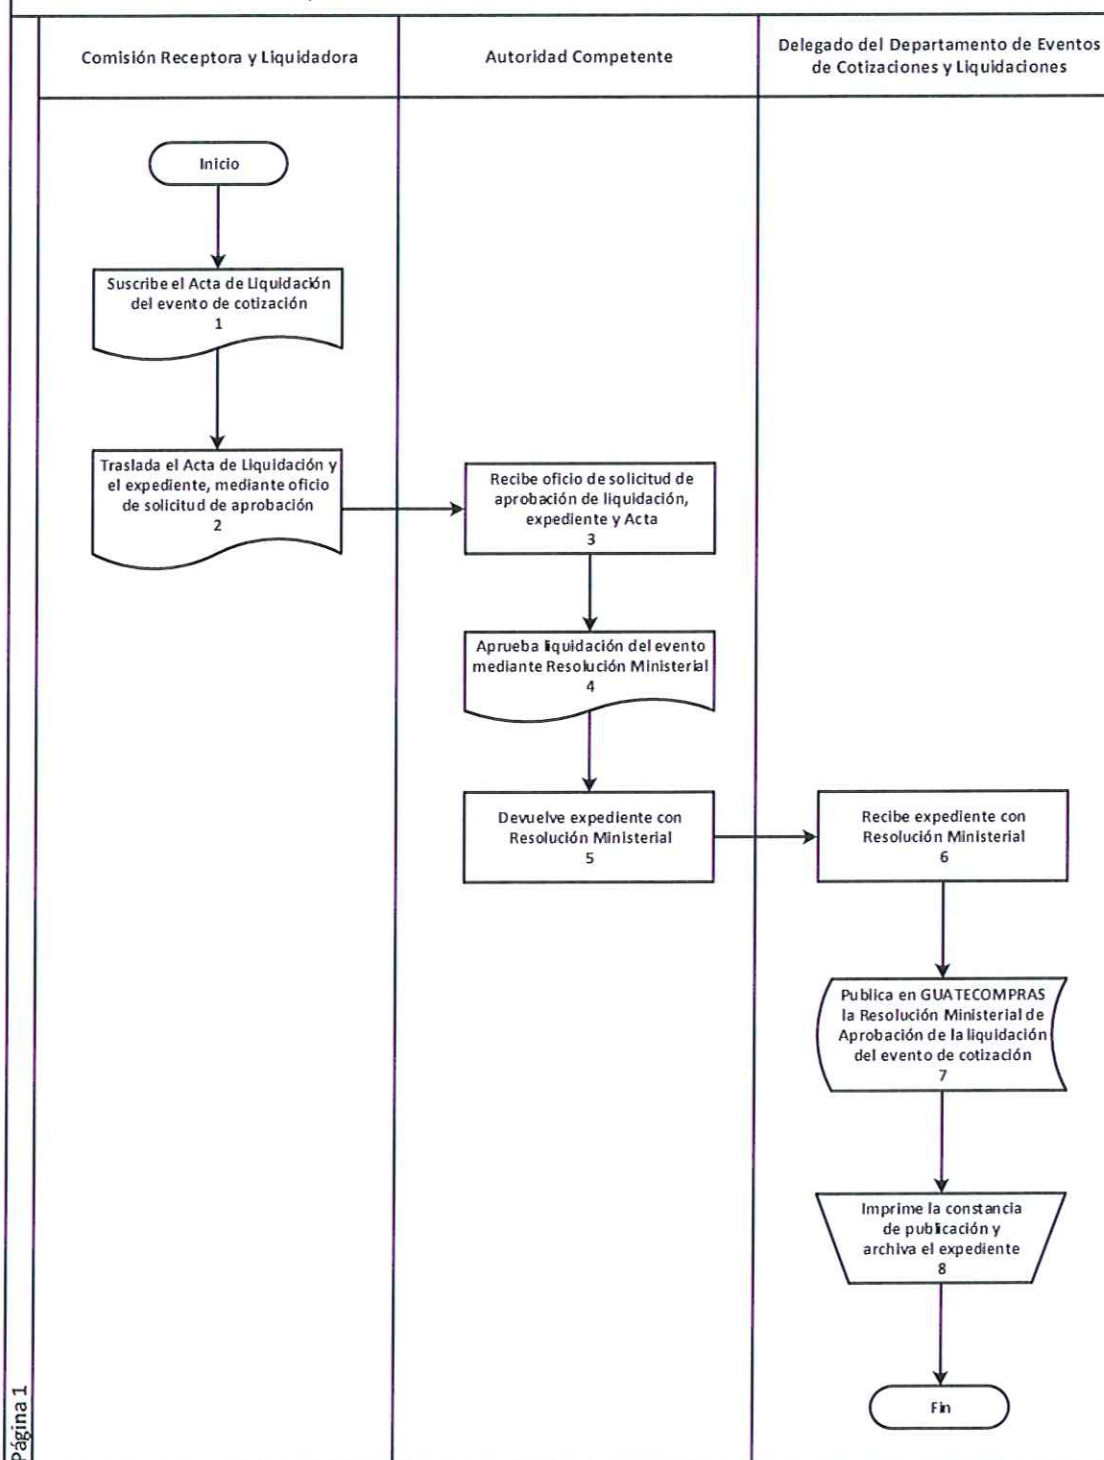 Comisión Receptora y Liquidadora
Autoridad Competente
Delegado del Departamento de Eventos
de Cotizaciones y Liquidaciones
Inicio
Suscribe el Acta de Liquidación
del evento de cotización
1
Traslada el Acta de Liquidación y
el expediente, mediante oficio
de solicitud de aprobación
2
Recibe oficio de solicitud de
aprobación de liquidación,
expediente y Acta
3
Aprueba liquidación del evento
mediante Resolución Ministerial
4
Devuelve expediente con
Resolución Ministerial
5
Recibe expediente con
Resolución Ministerial
6
Publica en GUATECOMPRAS
la Resolución Ministerial de
Aprobación de la liquidación
del evento de cotización
7
Imprime la constancia
de publicación y
archiva el expediente
8
Fin
Página 1